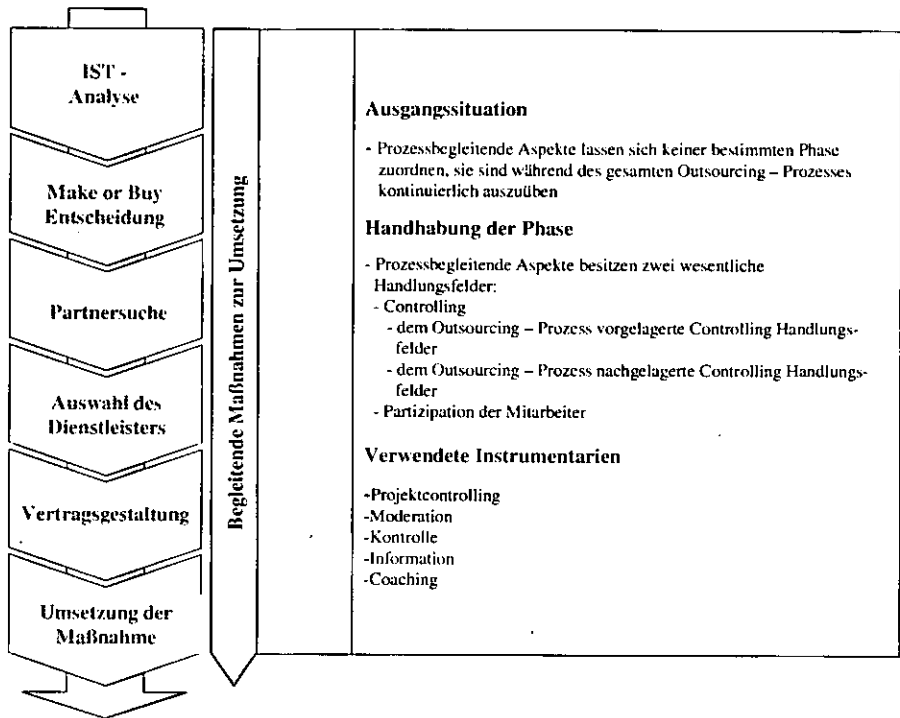 IST -
Analyse
Make or Buy
Entscheidung
Partnersuche
Auswahl des
Dienstleisters
Vertragsgestaltung
Umsetzung der
Maßnahme
Begleitende Maßnahmen zur Umsetzung
Ausgangssituation
- Prozessbegleitende Aspekte lassen sich keiner bestimmten Phase
zuordnen, sie sind während des gesamten Outsourcing – Prozesses
kontinuierlich auszuüben
Handhabung der Phase
- Prozessbegleitende Aspekte besitzen zwei wesentliche
Handlungsfelder:
- Controlling
- dem Outsourcing – Prozess vorgelagerte Controlling Handlungs-
felder
- dem Outsourcing – Prozess nachgelagerte Controlling Handlungs-
felder
- Partizipation der Mitarbeiter
Verwendete Instrumentarien
-Projektcontrolling
-Moderation
-Kontrolle
-Information
-Coaching